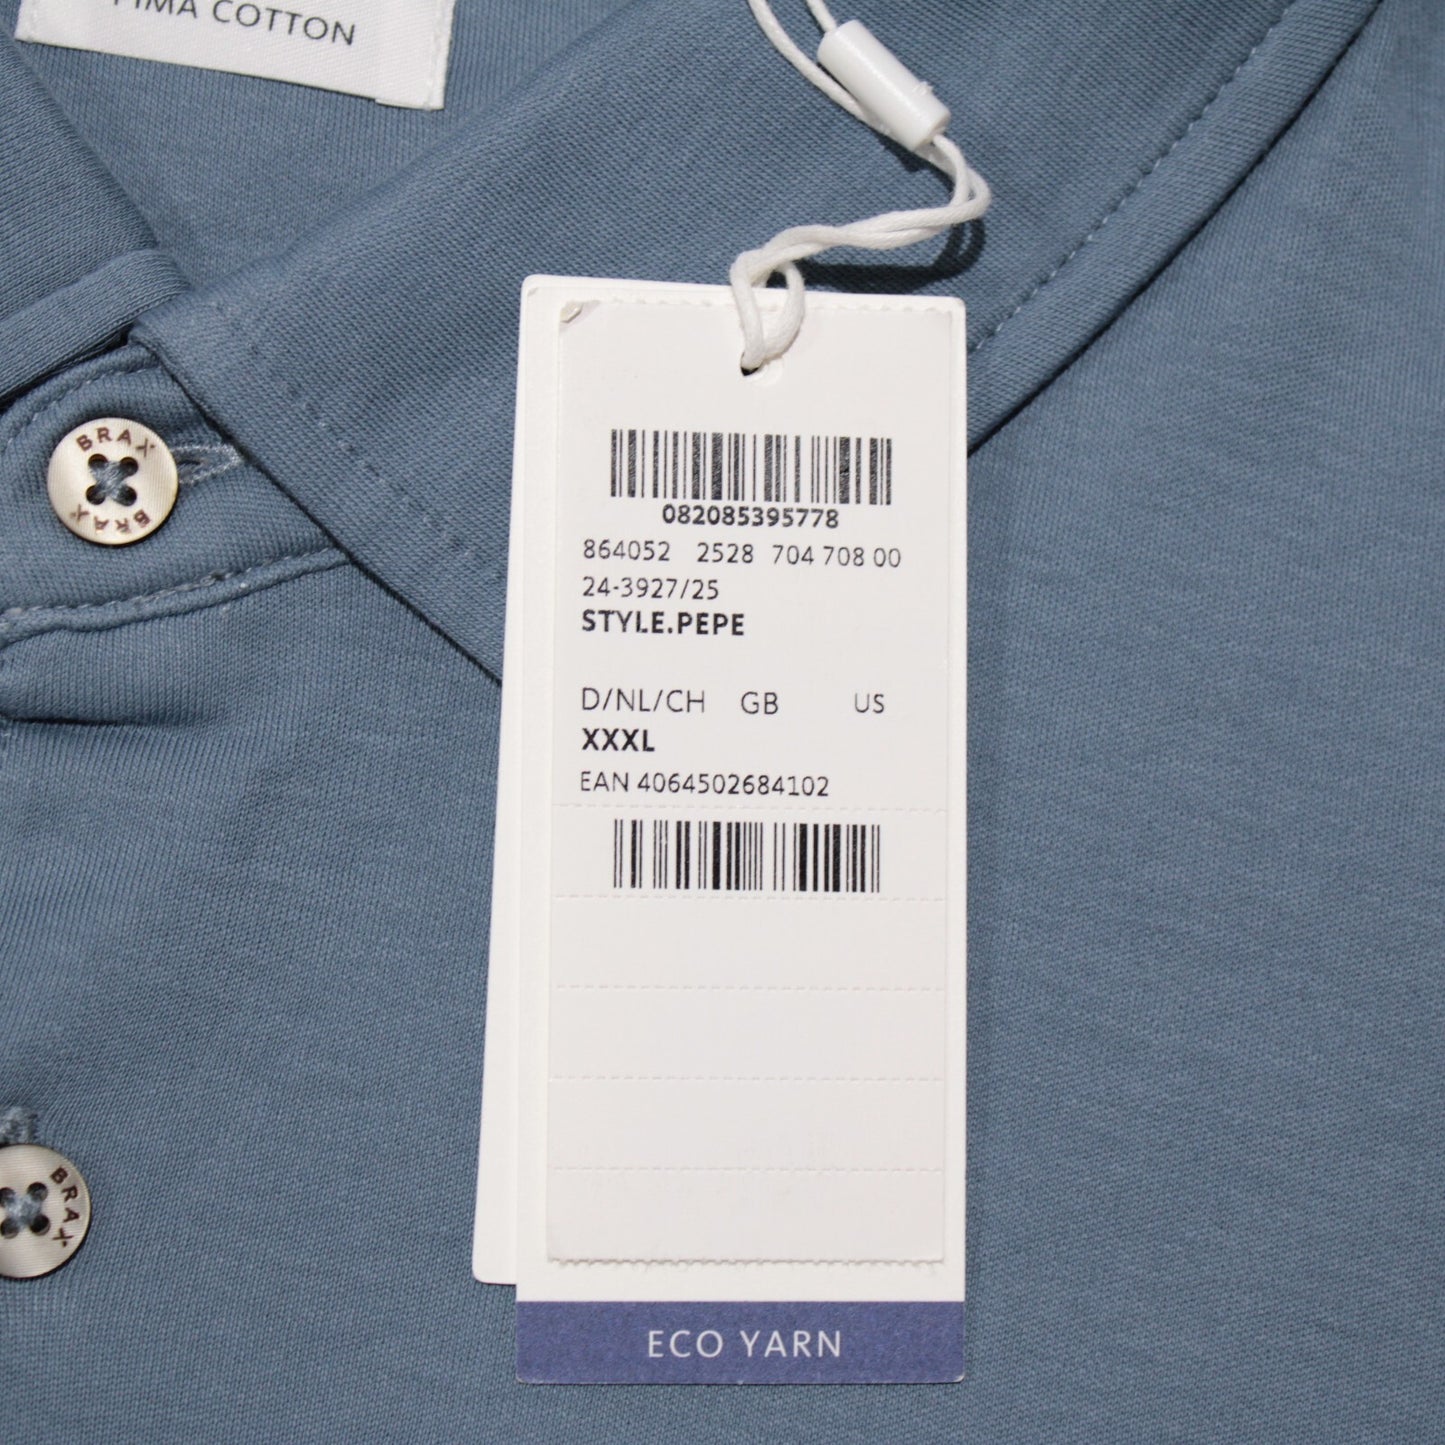 PIMA COTTON
BRAX
BRAX
082085395778
864052 2528 704 708 00
24-3927/25
STYLE.PEPE
D/NL/CH GB US
XXXL
EAN 4064502684102
BRAX
ECO YARN